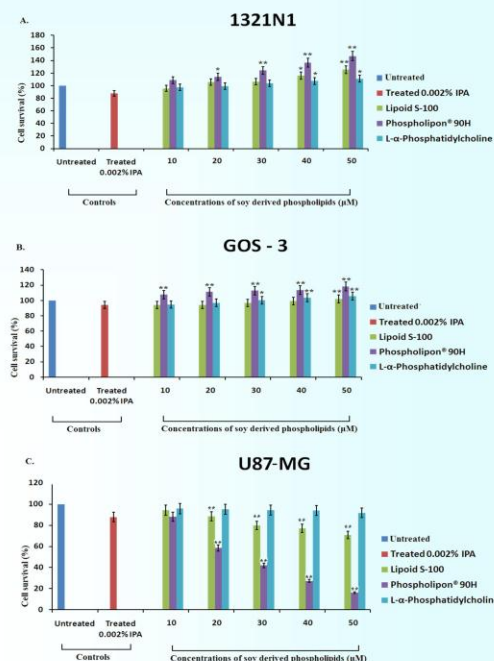 A.
1321N1
Cell survival (%)
160
140
120
100
80
60
40
20
0
* ** ** **
* ** *
* *
Untreated
Treated
0.002% IPA
10 20 30 40 50
Controls
Concentrations of soy derived phospholipids (µM)
Untreated
Treated 0.002% IPA
Lipoid S-100
Phospholipon® 90H
L-α-Phosphatidylcholine
B.
GOS - 3
Cell survival (%)
140
120
100
80
60
40
20
0
** ** ** ** **
* ** ** **
Untreated
Treated
0.002% IPA
10 20 30 40 50
Controls
Concentrations of soy derived phospholipids (µM)
Untreated
Treated 0.002% IPA
Lipoid S-100
Phospholipon® 90H
L-α-Phosphatidylcholine
C.
U87-MG
Cell survival (%)
120
100
80
60
40
20
0
** ** ** **
** ** ** **
Untreated
Treated
0.002% IPA
10 20 30 40 50
Controls
Concentrations of soy derived phospholipids (µM)
Untreated
Treated 0.002% IPA
Lipoid S-100
Phospholipon® 90H
L-α-Phosphatidylcholine